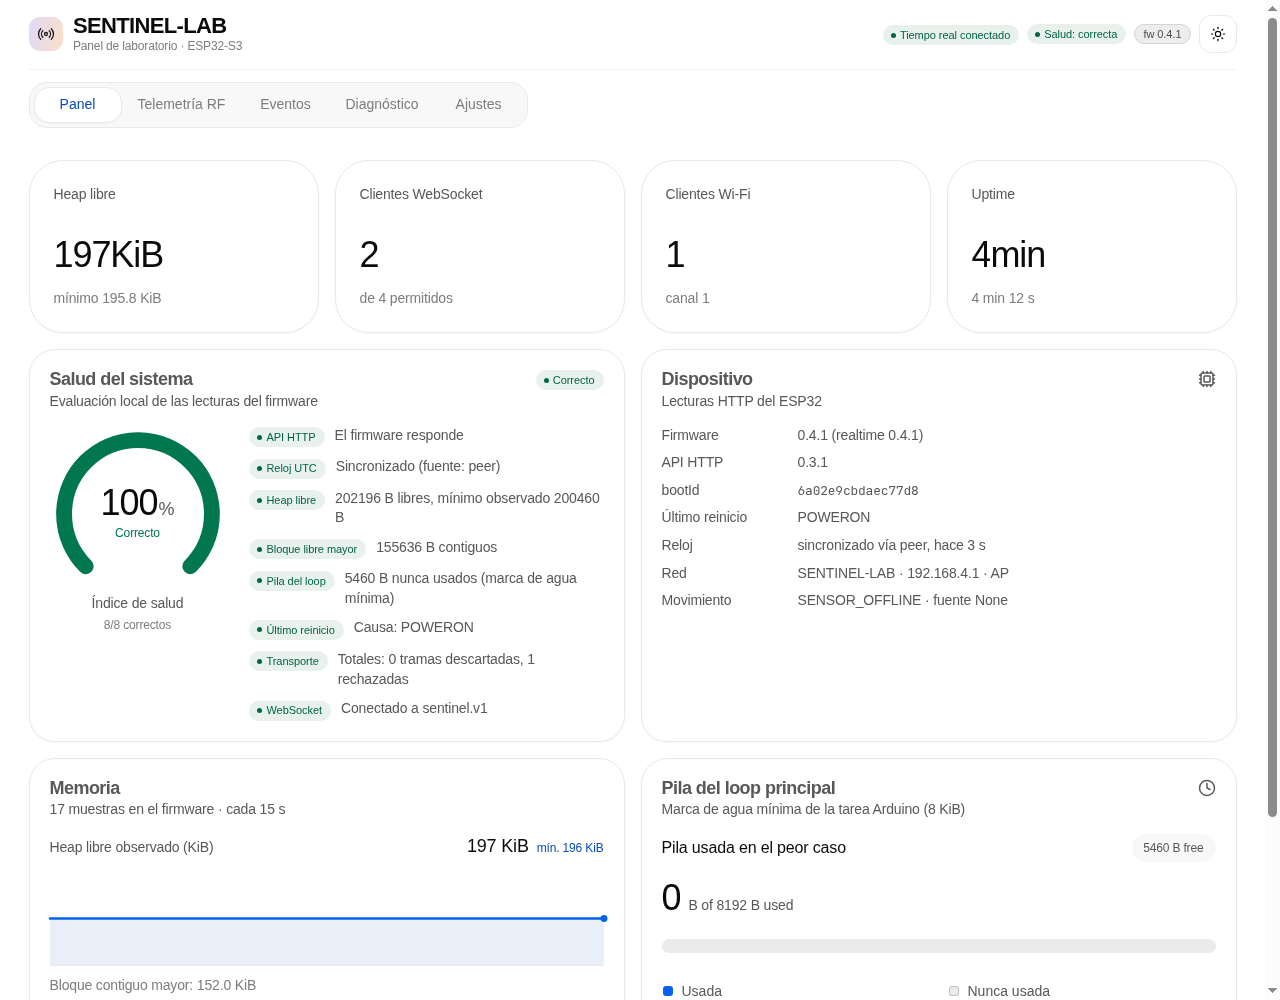 SENTINEL-LAB
Panel de laboratorio · ESP32-S3
Tiempo real conectado
Salud: correcta
fw 0.4.1
Panel
Telemetría RF
Eventos
Diagnóstico
Ajustes
Heap libre
197KiB
mínimo 195.8 KiB
Clientes WebSocket
2
de 4 permitidos
Clientes Wi-Fi
1
canal 1
Uptime
4min
4 min 12 s
Salud del sistema
Correcto
Evaluación local de las lecturas del firmware
100%
Correcto
Índice de salud
8/8 correctos
API HTTP El firmware responde
Reloj UTC Sincronizado (fuente: peer)
Heap libre 202196 B libres, mínimo observado 200460
B
Bloque libre mayor 155636 B contiguos
Pila del loop 5460 B nunca usados (marca de agua
mínima)
Último reinicio Causa: POWERON
Transporte Totales: 0 tramas descartadas, 1
rechazadas
WebSocket Conectado a sentinel.v1
Dispositivo
Lecturas HTTP del ESP32
Firmware 0.4.1 (realtime 0.4.1)
API HTTP 0.3.1
bootId 6a02e9cbdaec77d8
Último reinicio POWERON
Reloj sincronizado vía peer, hace 3 s
Red SENTINEL-LAB · 192.168.4.1 · AP
Movimiento SENSOR_OFFLINE · fuente None
Memoria
17 muestras en el firmware · cada 15 s
Heap libre observado (KiB) 197 KiB mín. 196 KiB
Bloque contiguo mayor: 152.0 KiB
Pila del loop principal
Marca de agua mínima de la tarea Arduino (8 KiB)
Pila usada en el peor caso 5460 B free
0 B of 8192 B used
Usada Nunca usada